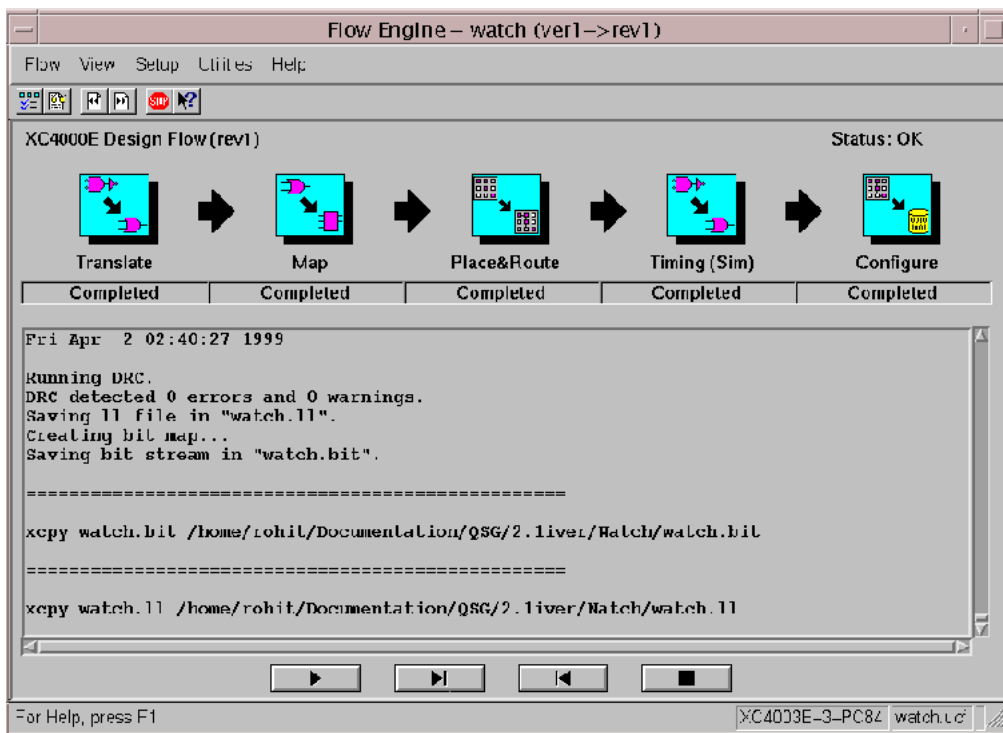 Flow Engine – watch (ver1–>rev1)
Flow View Setup Utilities Help
STOP
XC4000E Design Flow (rev1)
Status: OK
Translate Map Place&Route Timing (Sim) Configure
Completed Completed Completed Completed Completed
Fri Apr 2 02:40:27 1999
Running DRC.
DRC detected 0 errors and 0 warnings.
Saving ll file in "watch.ll".
Creating bit map...
Saving bit stream in "watch.bit".
===================================================
xcpy watch.bit /home/rohit/Documentation/QSG/2.1iver/Watch/watch.bit
===================================================
xcpy watch.ll /home/rohit/Documentation/QSG/2.1iver/Watch/watch.ll
For Help, press F1
XC4003E–3–PC84 watch.ucf